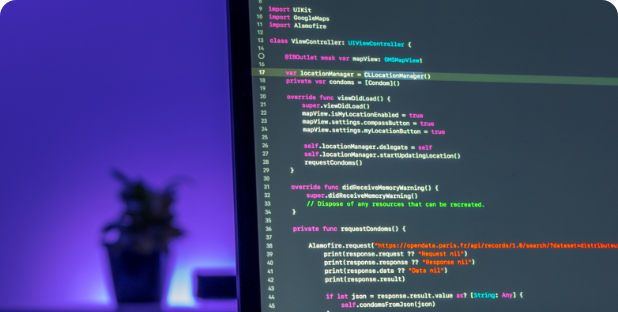 9 import UIKit
10 import GoogleMaps
11 import Alamofire
12
13 class ViewController: UIViewController {
14
@IBOutlet weak var mapView: GMSMapView!
16
17 var locationManager = CLLocationManager()
18 private var condoms = [Condom]()
19
20 override func viewDidLoad() {
21 super.viewDidLoad()
22 mapView.isMyLocationEnabled = true
23 mapView.settings.compassButton = true
24 mapView.settings.myLocationButton = true
25
26 self.locationManager.delegate = self
27 self.locationManager.startUpdatingLocation()
28 requestCondoms()
29 }
30
31 override func didReceiveMemoryWarning() {
32 super.didReceiveMemoryWarning()
33 // Dispose of any resources that can be recreated.
34 }
35
36 private func requestCondoms() {
37
38 Alamofire.request("https://opendata.paris.fr/api/records/1.0/search/?dataset=distributeu
39 print(response.request ?? "Request nil")
40 print(response.response ?? "Response nil")
41 print(response.data ?? "Data nil")
42 print(response.result)
43
44 if let json = response.result.value as? [String: Any] {
45 self.condomsFromJson(json)